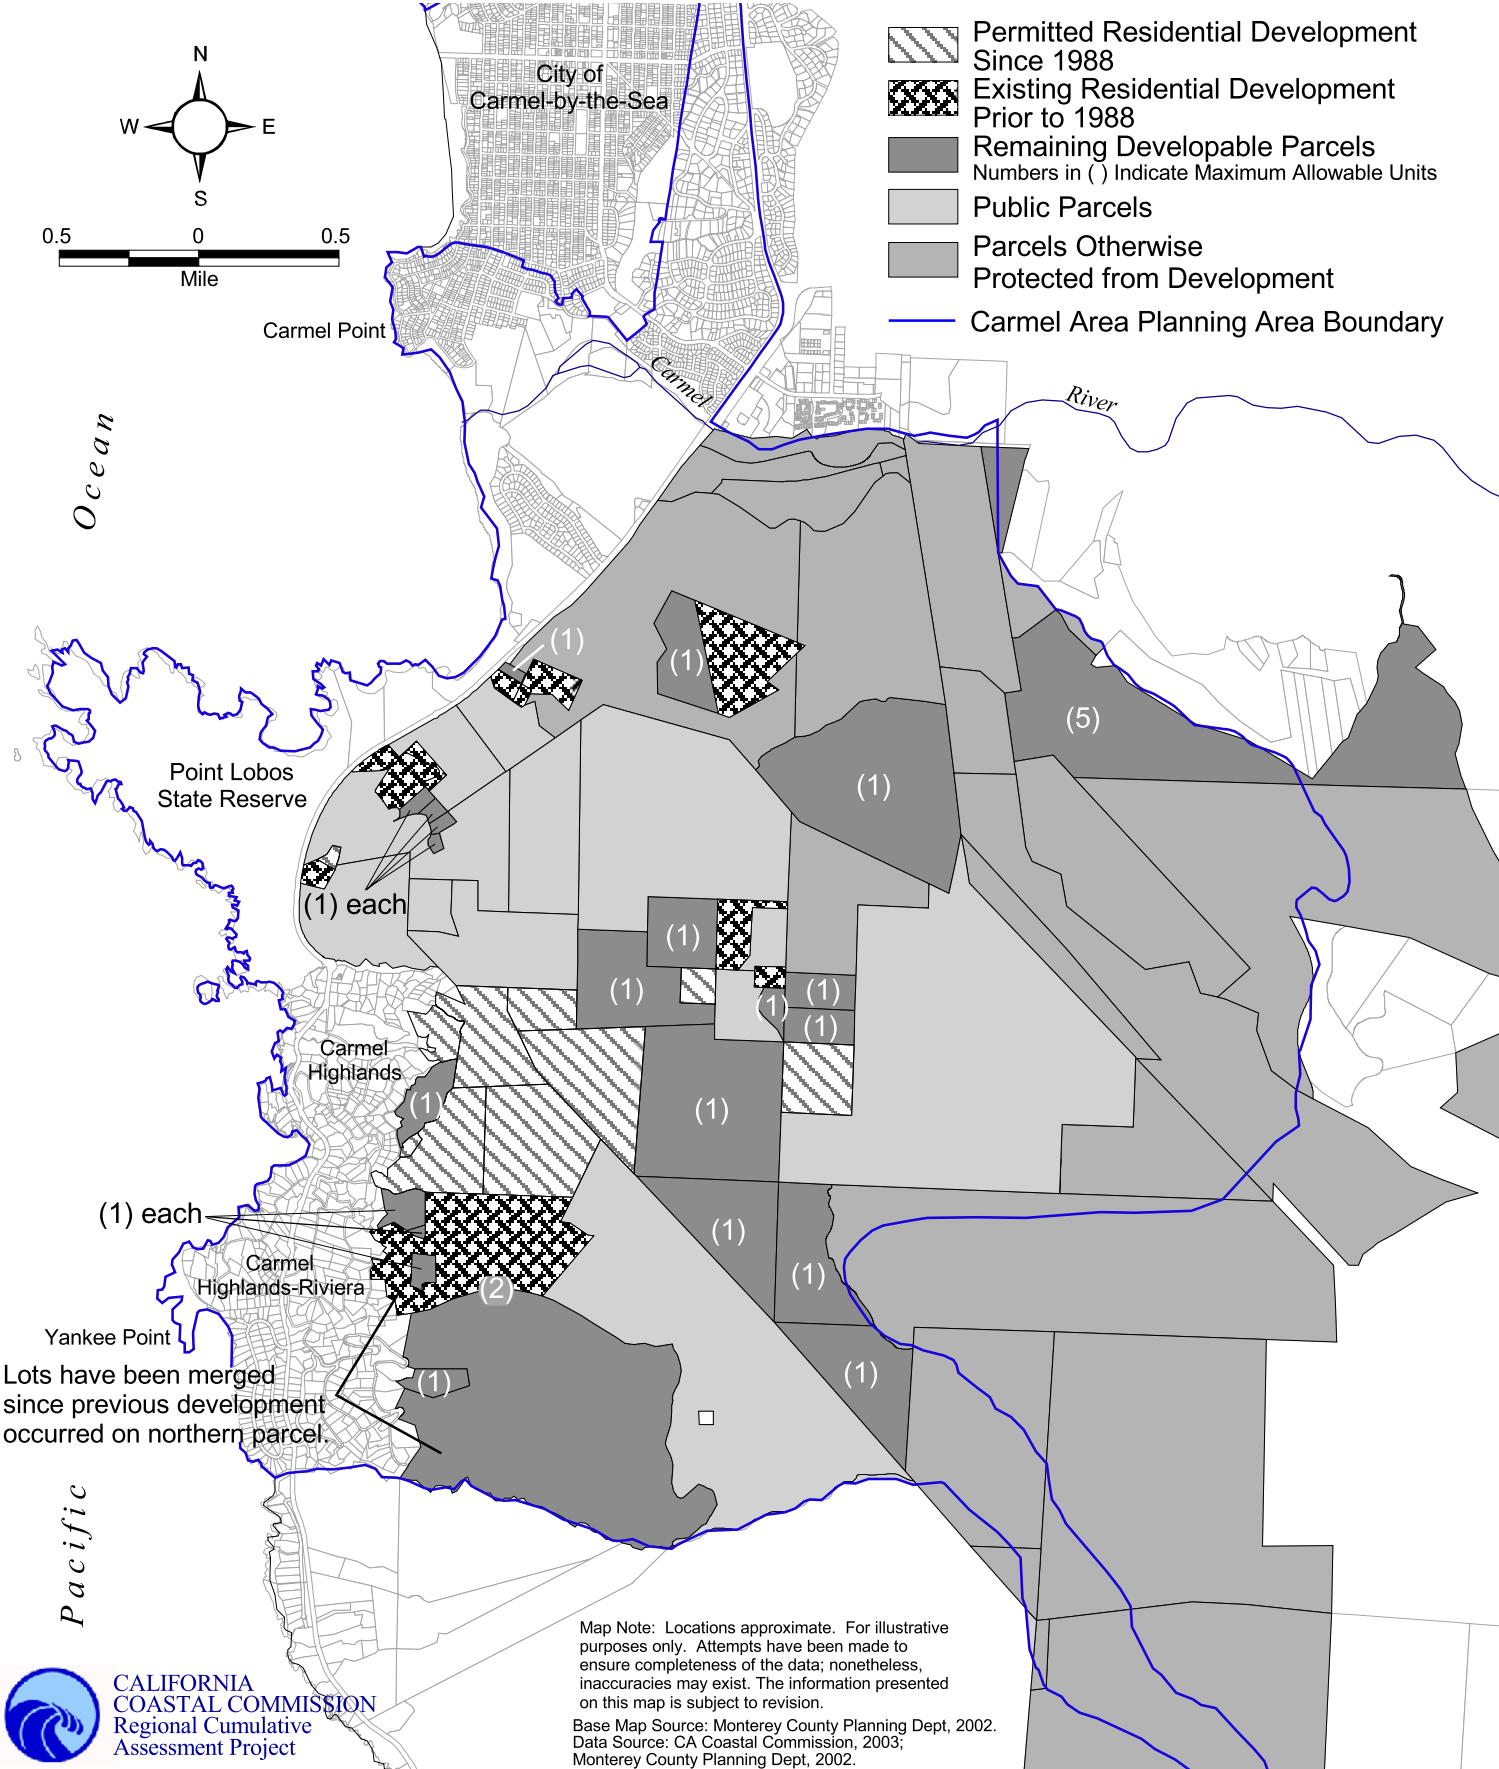 Permitted Residential Development
Since 1988
Existing Residential Development
Prior to 1988
Remaining Developable Parcels
Numbers in ( ) Indicate Maximum Allowable Units
Public Parcels
Parcels Otherwise
Protected from Development
Carmel Area Planning Area Boundary
N
W
E
S
0.5
0
0.5
Mile
City of
Carmel-by-the-Sea
Carmel Point
Carmel
River
Ocean
(1)
(1)
(5)
Point Lobos
State Reserve
(1)
(1) each
(1)
(1)
(1)
(1)
(1)
Carmel
Highlands
(1)
(1)
(1) each
(1)
Carmel
Highlands-Riviera
(1)
(2)
Yankee Point
Lots have been merged
since previous development
occurred on northern parcel.
(1)
(1)
Pacific
Map Note: Locations approximate. For illustrative
purposes only. Attempts have been made to
ensure completeness of the data; nonetheless,
inaccuracies may exist. The information presented
on this map is subject to revision.
Base Map Source: Monterey County Planning Dept, 2002.
Data Source: CA Coastal Commission, 2003;
Monterey County Planning Dept, 2002.
CALIFORNIA
COASTAL COMMISSION
Regional Cumulative
Assessment Project